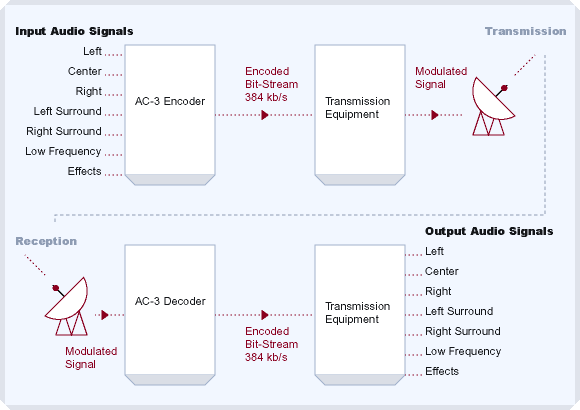 Input Audio Signals
Left
Center
Right
Left Surround
Right Surround
Low Frequency
Effects
AC-3 Encoder
Encoded
Bit-Stream
384 kb/s
Transmission
Equipment
Modulated
Signal
Transmission
Reception
Modulated
Signal
AC-3 Decoder
Encoded
Bit-Stream
384 kb/s
Transmission
Equipment
Output Audio Signals
Left
Center
Right
Left Surround
Right Surround
Low Frequency
Effects